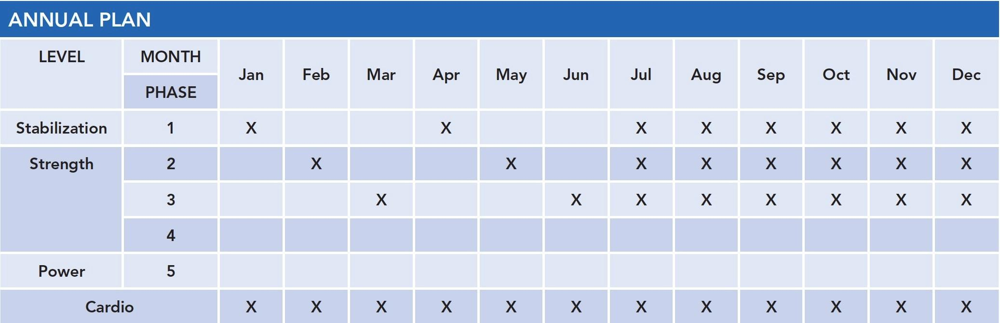 ANNUAL PLAN
LEVEL MONTH Jan Feb Mar Apr May Jun Jul Aug Sep Oct Nov Dec
PHASE
Stabilization 1 X X X X X X X X
Strength 2 X X X X X X X X
3 X X X X X X X X
4
Power 5
Cardio X X X X X X X X X X X X